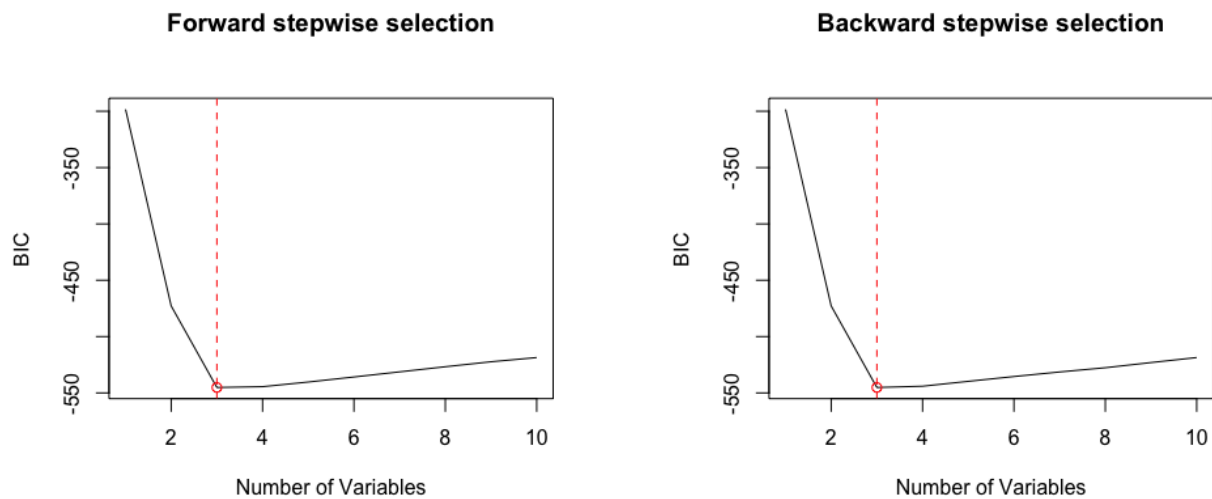 Forward stepwise selection
BIC
-350
-450
-550
2 4 6 8 10
Number of Variables
Backward stepwise selection
BIC
-350
-450
-550
2 4 6 8 10
Number of Variables